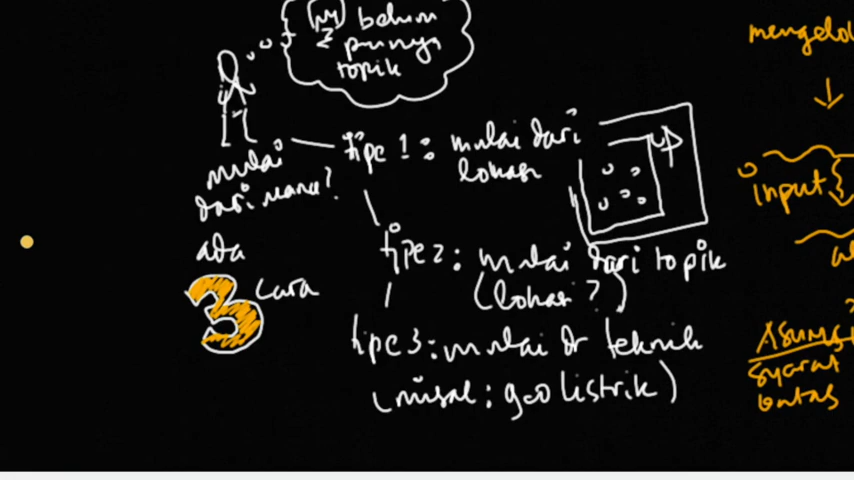 belum
2 punya
topik
mulai
dari mana?
ada
3 cara
tipe 1: mulai dari
lokasi
tipe 2: mulai dari topik
(lokasi?)
tipe 3: mulai dr teknik
(misal: geolistrik)
mengelol
input
Asumsi
syarat
batas